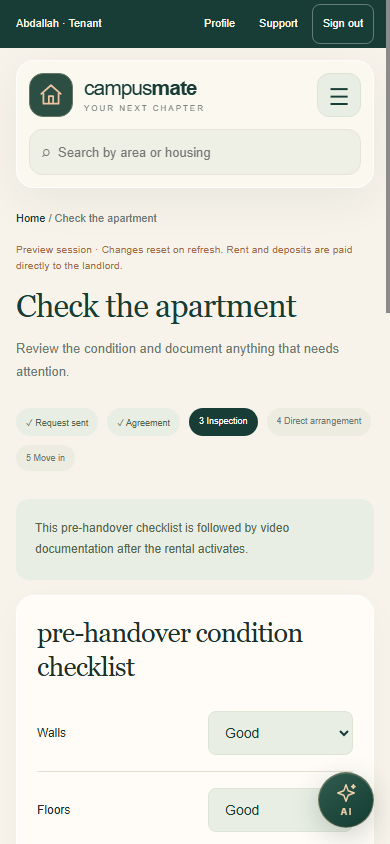 Abdallah · Tenant
Profile
Support
Sign out
campusmate
YOUR NEXT CHAPTER
Search by area or housing
Home / Check the apartment
Preview session · Changes reset on refresh. Rent and deposits are paid
directly to the landlord.
Check the apartment
Review the condition and document anything that needs
attention.
✓ Request sent
✓ Agreement
3 Inspection
4 Direct arrangement
5 Move in
This pre-handover checklist is followed by video
documentation after the rental activates.
pre-handover condition
checklist
Walls
Good
Floors
Good
AI